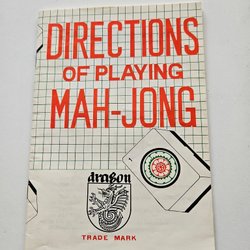 DIRECTIONS
OF PLAYING
MAH-JONG
dragon
TRADE MARK